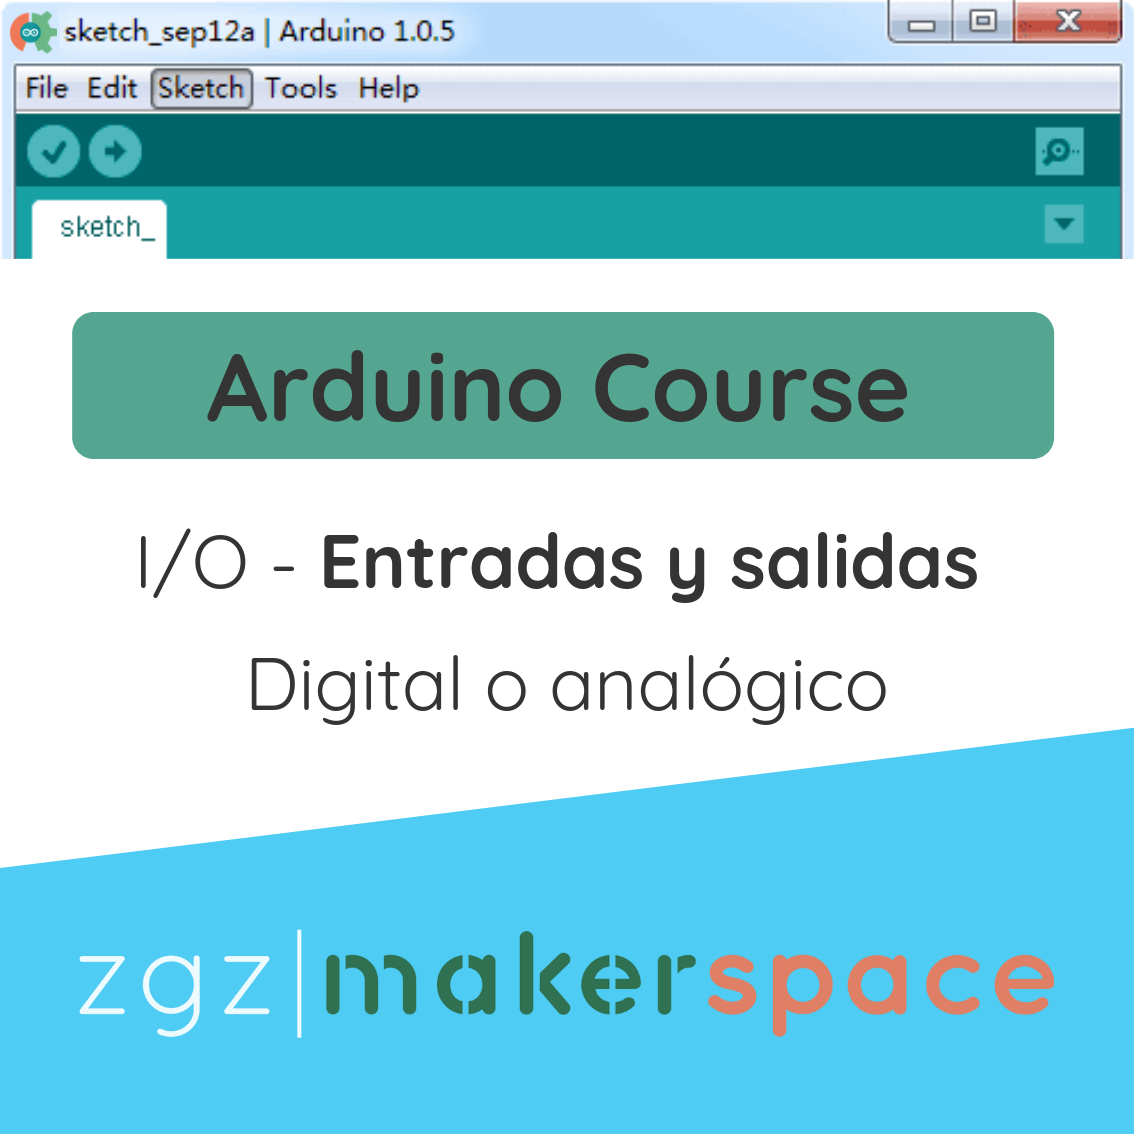 sketch_sep12a | Arduino 1.0.5
File Edit Sketch Tools Help
sketch_
Arduino Course
I/O - Entradas y salidas
Digital o analógico
zgz|makerspace